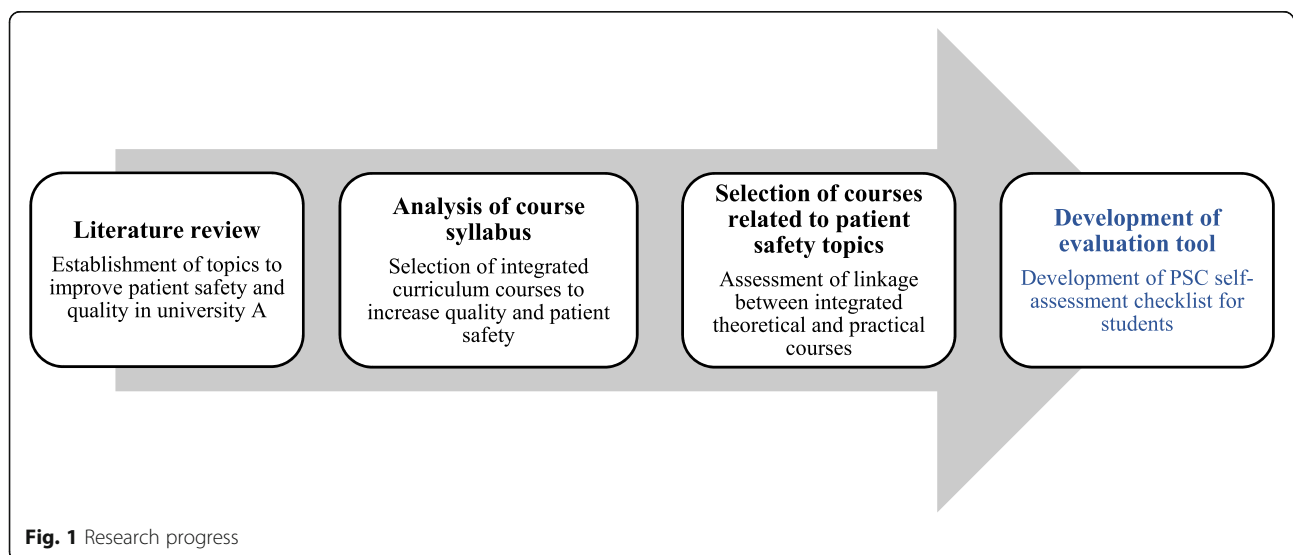 Literature review
Establishment of topics to
improve patient safety and
quality in university A
Analysis of course
syllabus
Selection of integrated
curriculum courses to
increase quality and patient
safety
Selection of courses
related to patient
safety topics
Assessment of linkage
between integrated
theoretical and practical
courses
Development of
evaluation tool
Development of PSC self-
assessment checklist for
students
Fig. 1 Research progress